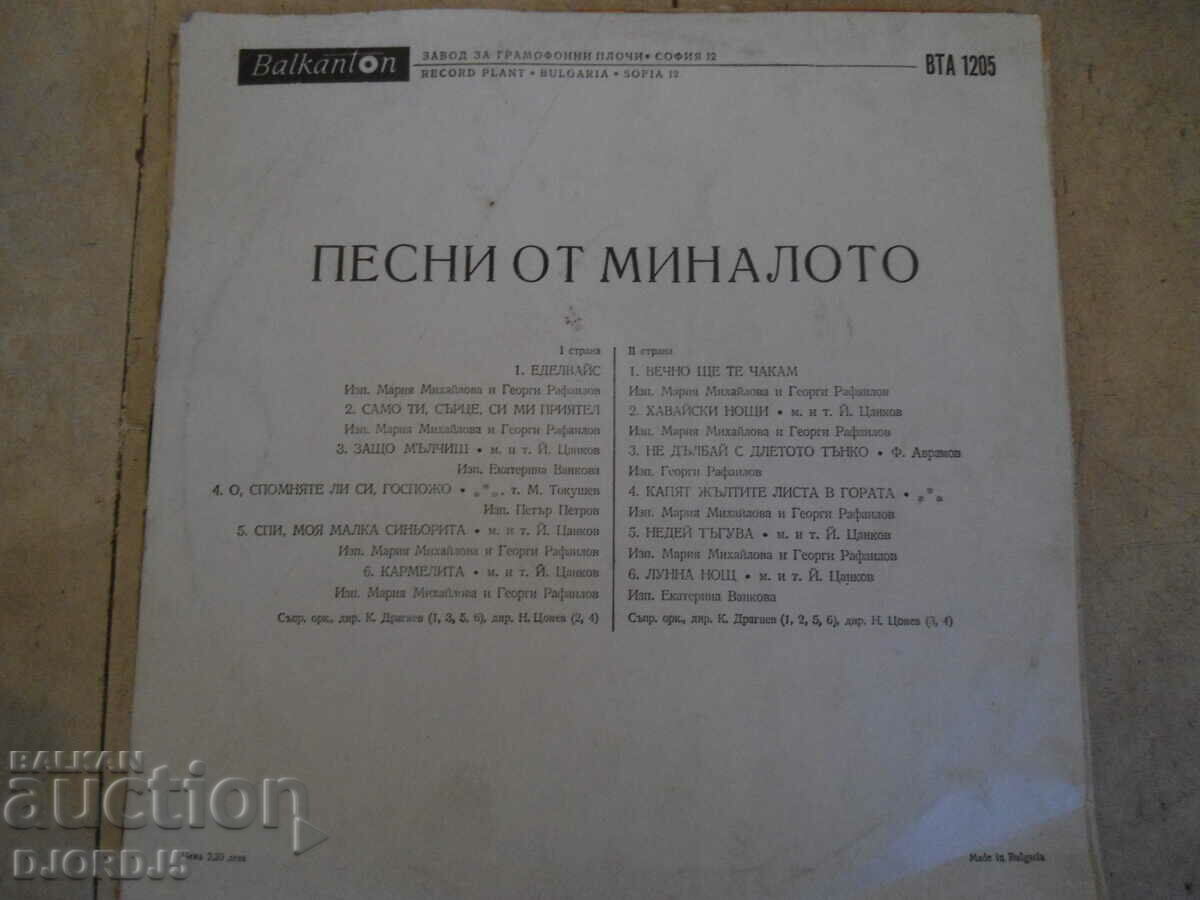 Balkanton
ЗАВОД ЗА ГРАМОФОННИ ПЛОЧИ • СОФИЯ 12
RECORD PLANT • BULGARIA • SOFIA 12
ВТА 1205
ПЕСНИ ОТ МИНАЛОТО
I страна
1. ЕДЕЛВАЙС
Изп. Мария Михайлова и Георги Рафаилов
2. САМО ТИ, СЪРЦЕ, СИ МИ ПРИЯТЕЛ
Изп. Мария Михайлова и Георги Рафаилов
3. ЗАЩО МЪЛЧИШ • м. и т. Й. Цанков
Изп. Екатерина Ванкова
4. О, СПОМНЯТЕ ЛИ СИ, ГОСПОЖО • „*„. т. М. Токушев
Изп. Петър Петров
5. СПИ, МОЯ МАЛКА СИНЬОРИТА • м. и т. Й. Цанков
Изп. Мария Михайлова и Георги Рафаилов
6. КАРМЕЛИТА • м. и т. Й. Цанков
Изп. Мария Михайлова и Георги Рафаилов
Съпр. орк., дир. К. Драгнев (1, 3, 5, 6), дир. Н. Цонев (2, 4)
II страна
1. ВЕЧНО ЩЕ ТЕ ЧАКАМ
Изп. Мария Михайлова и Георги Рафаилов
2. ХАВАЙСКИ НОЩИ • м. и т. Й. Цанков
Изп. Мария Михайлова и Георги Рафаилов
3. НЕ ДЪЛБАЙ С ДЛЕТОТО ТЪНКО • Ф. Аврамов
Изп. Георги Рафаилов
4. КАПЯТ ЖЪЛТИТЕ ЛИСТА В ГОРАТА • „*„
Изп. Мария Михайлова и Георги Рафаилов
5. НЕДЕЙ ТЪГУВА • м. и т. Й. Цанков
Изп. Мария Михайлова и Георги Рафаилов
6. ЛУННА НОЩ • м. и т. Й. Цанков
Изп. Екатерина Ванкова
Съпр. орк., дир. К. Драгнев (1, 2, 5, 6), дир. Н. Цонев (3, 4)
BALKAN
auction
DJORDJ5
Цена 2,20 лева
Made in Bulgaria